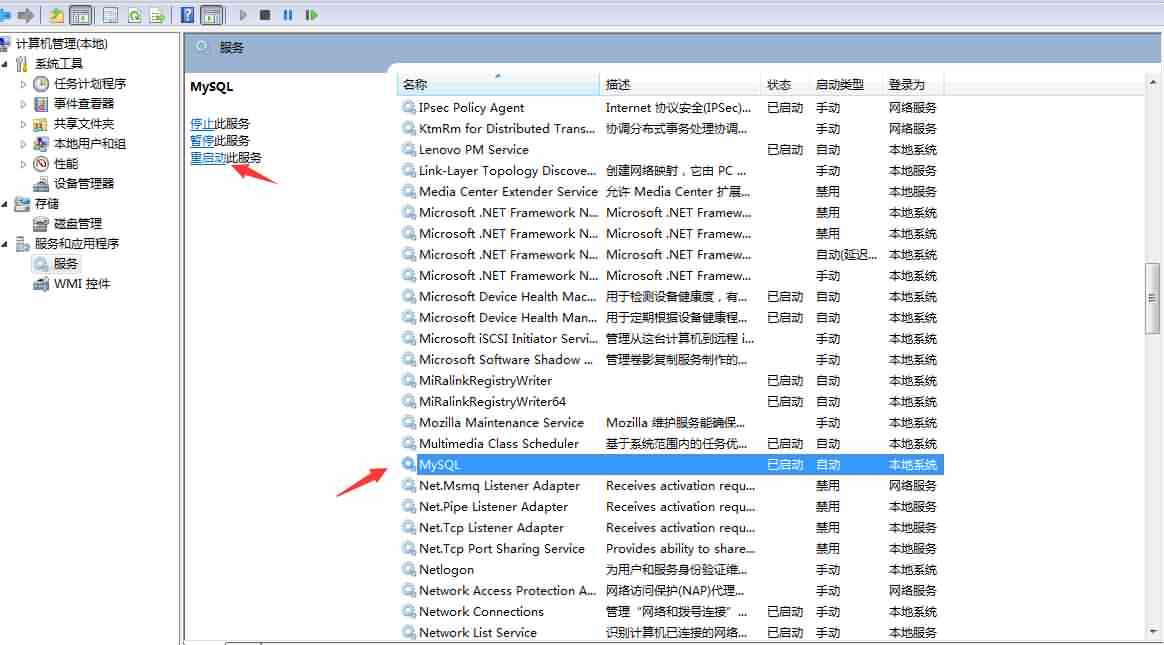 计算机管理(本地)
系统工具
任务计划程序
事件查看器
共享文件夹
本地用户和组
性能
设备管理器
存储
磁盘管理
服务和应用程序
服务
WMI 控件
服务
MySQL
停止此服务
暂停此服务
重启动此服务
名称 描述 状态 启动类型 登录为
IPsec Policy Agent Internet 协议安全(IPSec)... 已启动 手动 网络服务
KtmRm for Distributed Trans... 协调分布式事务处理协调... 手动 网络服务
Lenovo PM Service 已启动 自动 本地系统
Link-Layer Topology Discove... 创建网络映射，它由 PC ... 手动 本地服务
Media Center Extender Service 允许 Media Center 扩展... 禁用 本地服务
Microsoft .NET Framework N... Microsoft .NET Framew... 禁用 本地系统
Microsoft .NET Framework N... Microsoft .NET Framew... 禁用 本地系统
Microsoft .NET Framework N... Microsoft .NET Framew... 自动(延迟... 本地系统
Microsoft .NET Framework N... Microsoft .NET Framew... 手动 本地系统
Microsoft Device Health Mac... 用于检测设备健康度，有... 已启动 自动 本地系统
Microsoft Device Health Man... 用于定期根据设备健康程... 已启动 自动 本地系统
Microsoft iSCSI Initiator Servi... 管理从这台计算机到远程 i... 手动 本地系统
Microsoft Software Shadow ... 管理卷影复制服务制作的... 手动 本地系统
MiRalinkRegistryWriter 已启动 自动 本地系统
MiRalinkRegistryWriter64 已启动 自动 本地系统
Mozilla Maintenance Service Mozilla 维护服务能确保... 手动 本地系统
Multimedia Class Scheduler 基于系统范围内的任务优... 已启动 自动 本地系统
MySQL 已启动 自动 本地系统
Net.Msmq Listener Adapter Receives activation requ... 禁用 网络服务
Net.Pipe Listener Adapter Receives activation requ... 禁用 本地服务
Net.Tcp Listener Adapter Receives activation requ... 禁用 本地服务
Net.Tcp Port Sharing Service Provides ability to share... 禁用 本地服务
Netlogon 为用户和服务身份验证维... 手动 本地系统
Network Access Protection A... 网络访问保护(NAP)代理... 手动 网络服务
Network Connections 管理“网络和拨号连接”... 已启动 手动 本地系统
Network List Service 识别计算机已连接的网络... 已启动 手动 本地服务